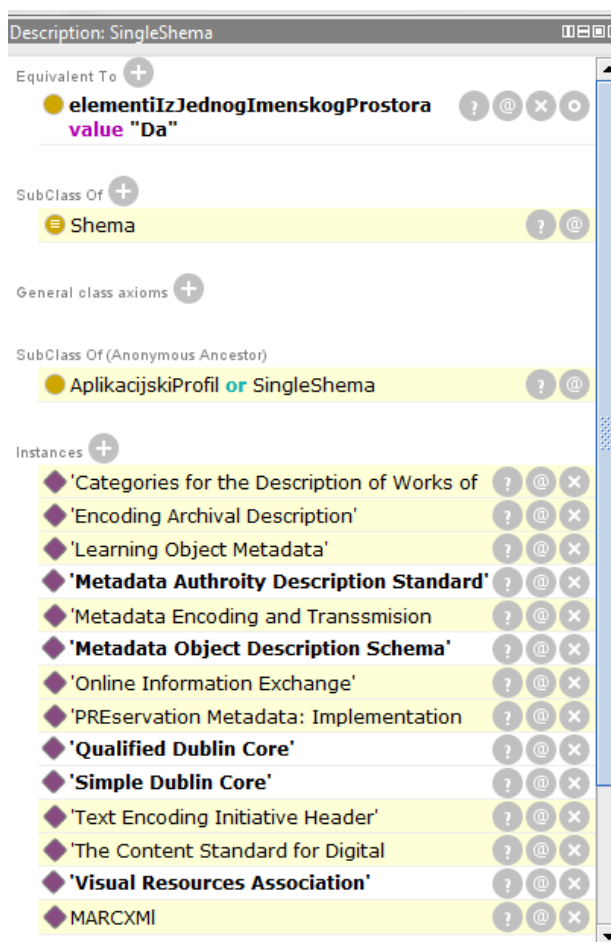 Description: SingleShema
Equivalent To
elementiIzJednogImenskogProstora
value "Da"
SubClass Of
Shema
General class axioms
SubClass Of (Anonymous Ancestor)
AplikacijskiProfil or SingleShema
Instances
'Categories for the Description of Works of
'Encoding Archival Description'
'Learning Object Metadata'
'Metadata Authroity Description Standard'
'Metadata Encoding and Transsmision
'Metadata Object Description Schema'
'Online Information Exchange'
'PREservation Metadata: Implementation
'Qualified Dublin Core'
'Simple Dublin Core'
'Text Encoding Initiative Header'
'The Content Standard for Digital
'Visual Resources Association'
MARCXMl